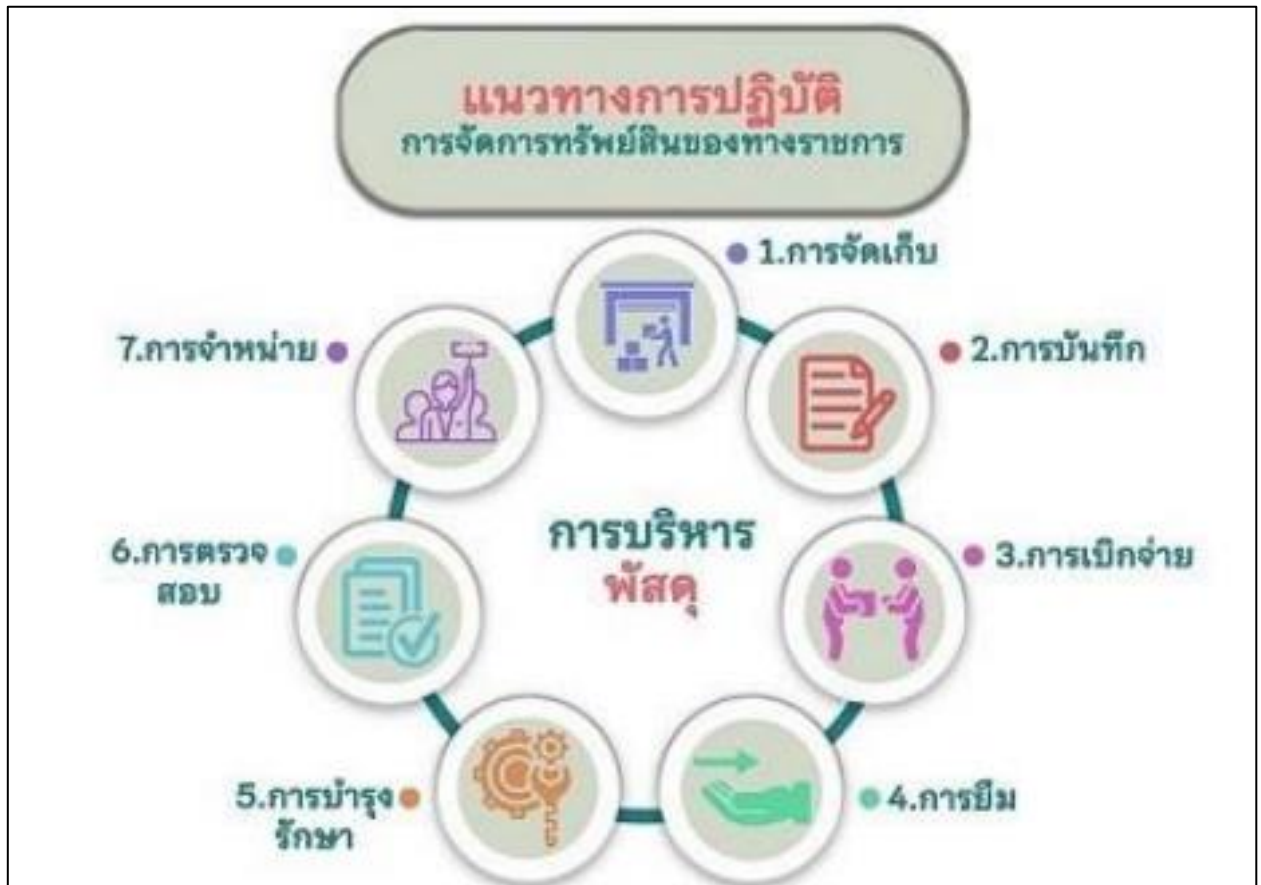 แนวทางการปฏิบัติ
การจัดการทรัพย์สินของทางราชการ
1.การจัดเก็บ
2.การบันทึก
3.การเบิกจ่าย
4.การยืม
5.การบำรุง
รักษา
6.การตรวจ
สอบ
7.การจำหน่าย
การบริหาร
พัสดุ